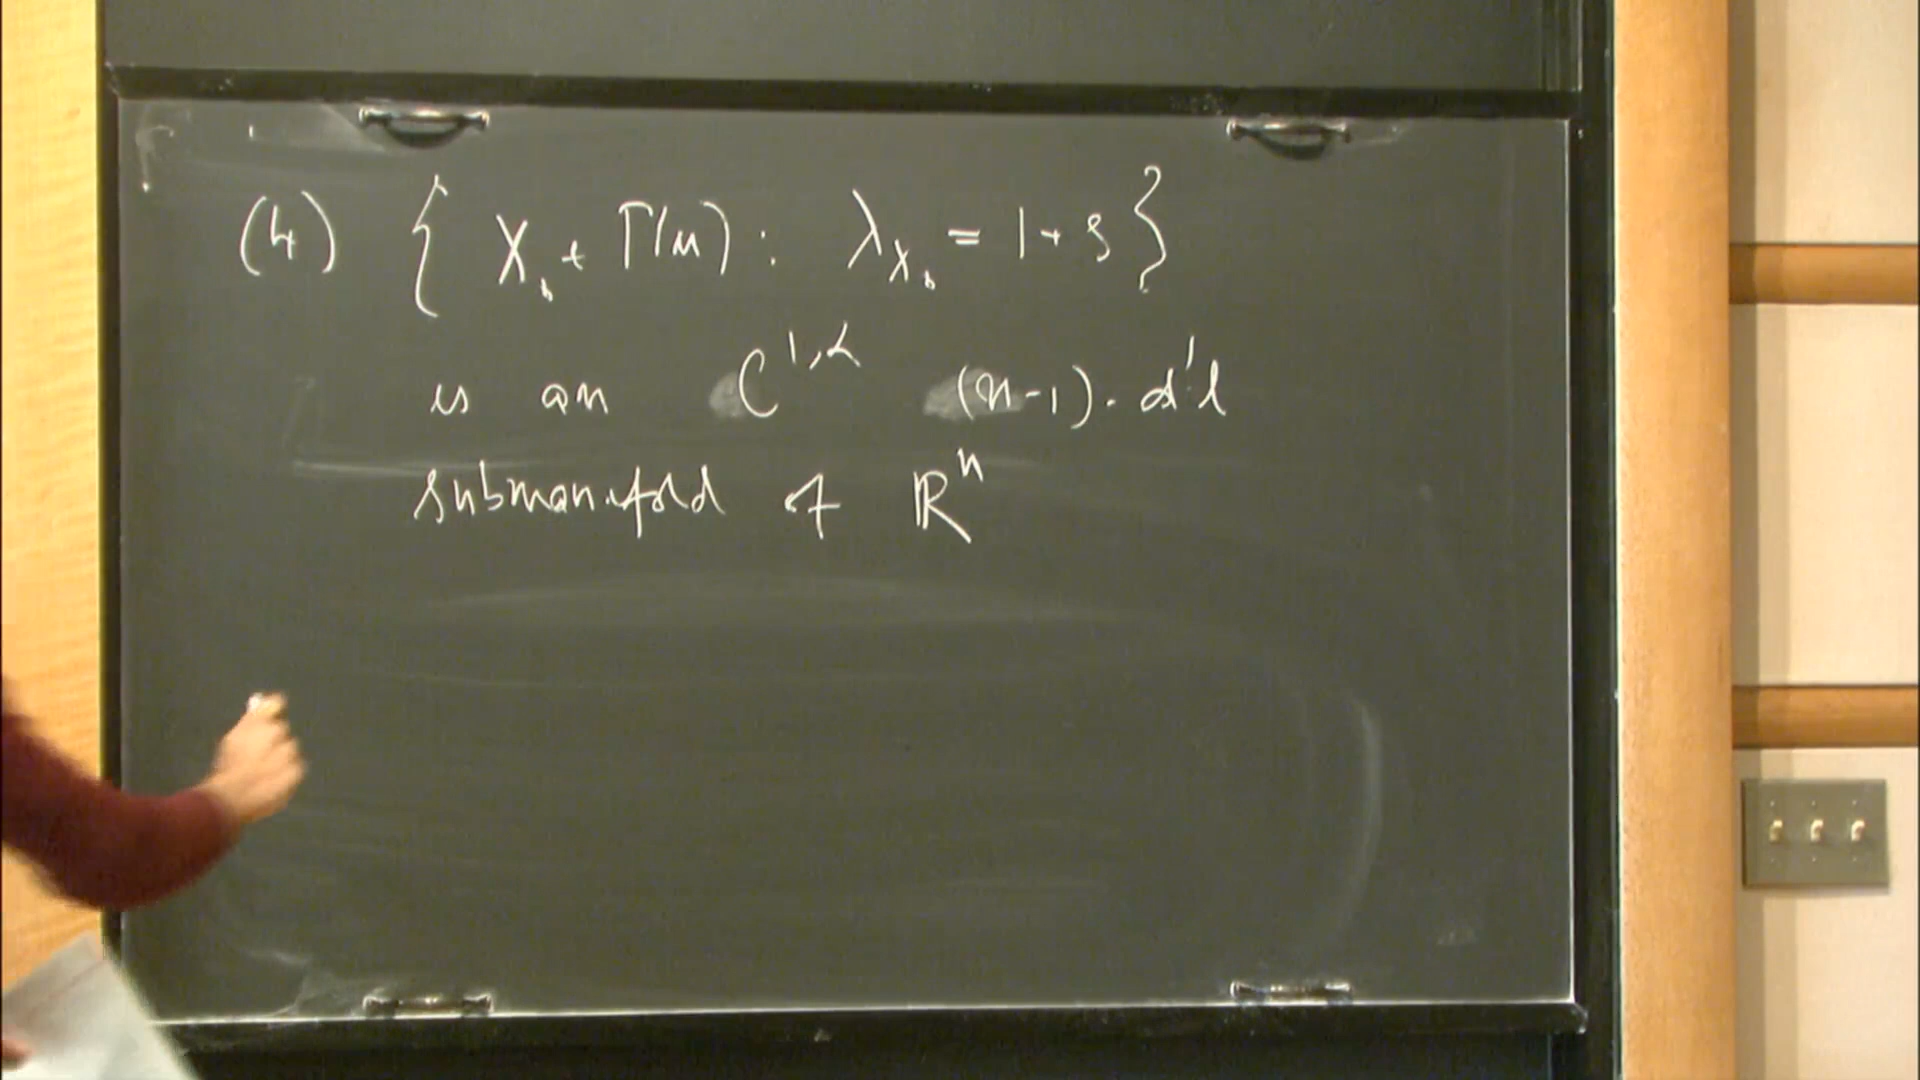 (4) { X₀ + Γ(u) : λ_{X₀} = 1 + s }
is an C^{1,α} (n-1)-d'l
submanifold of ℝⁿ